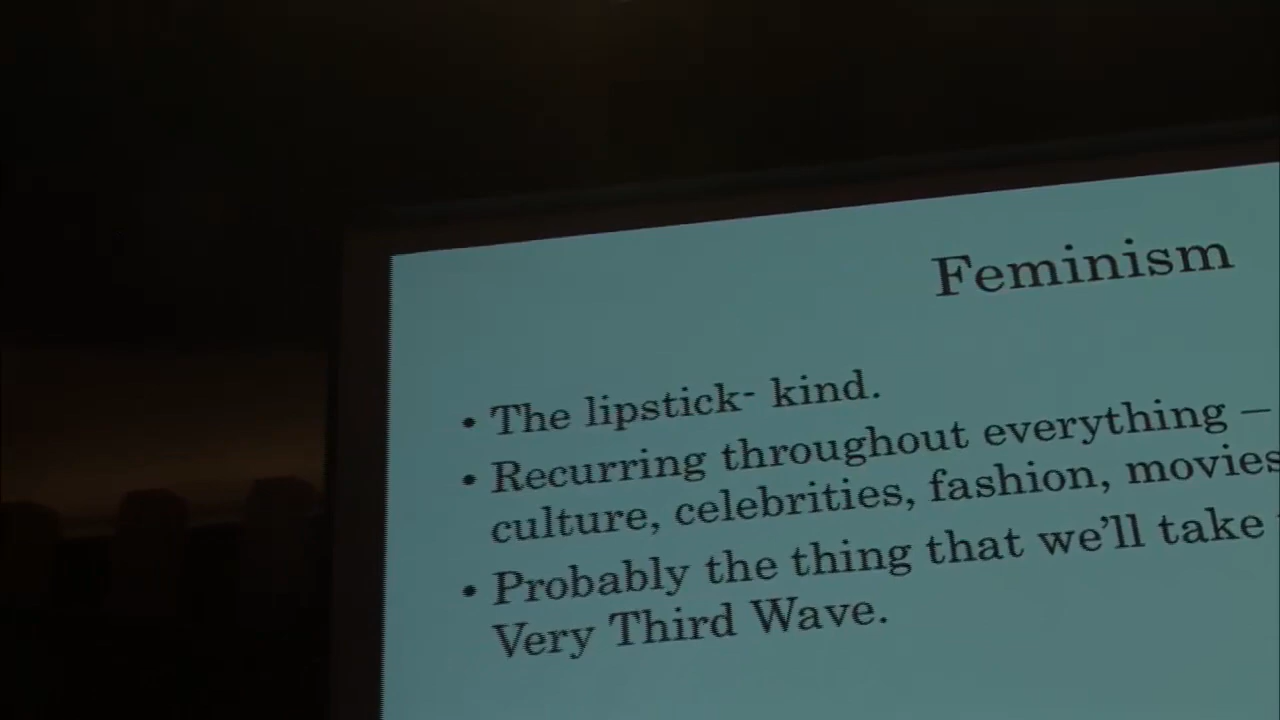 Feminism
• The lipstick- kind.
• Recurring throughout everything –
culture, celebrities, fashion, movies
• Probably the thing that we'll take
Very Third Wave.